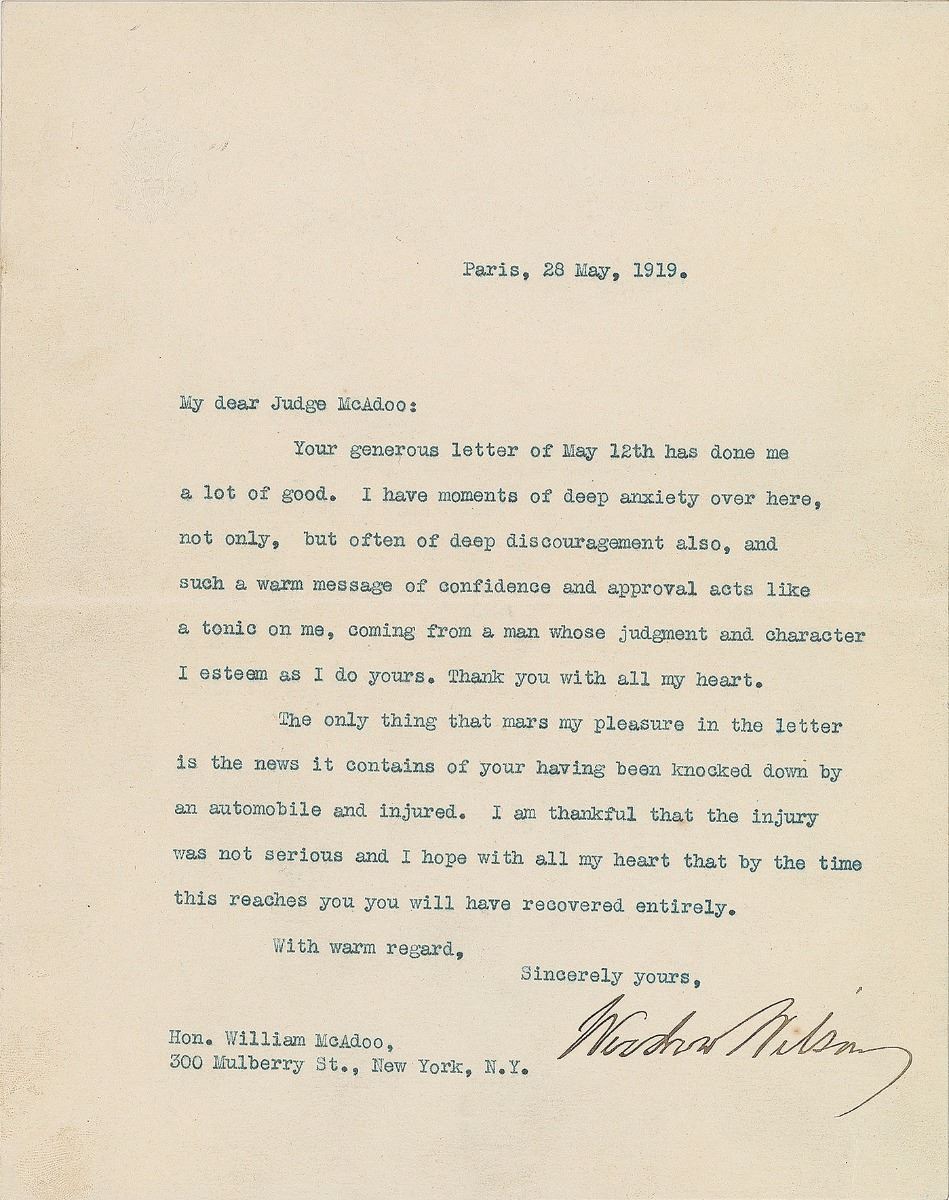 Paris, 28 May, 1919.
My dear Judge McAdoo:
Your generous letter of May 12th has done me
a lot of good. I have moments of deep anxiety over here,
not only, but often of deep discouragement also, and
such a warm message of confidence and approval acts like
a tonic on me, coming from a man whose judgment and character
I esteem as I do yours. Thank you with all my heart.
The only thing that mars my pleasure in the letter
is the news it contains of your having been knocked down by
an automobile and injured. I am thankful that the injury
was not serious and I hope with all my heart that by the time
this reaches you you will have recovered entirely.
With warm regard,
Sincerely yours,
Woodrow Wilson
Hon. William McAdoo,
300 Mulberry St., New York, N.Y.